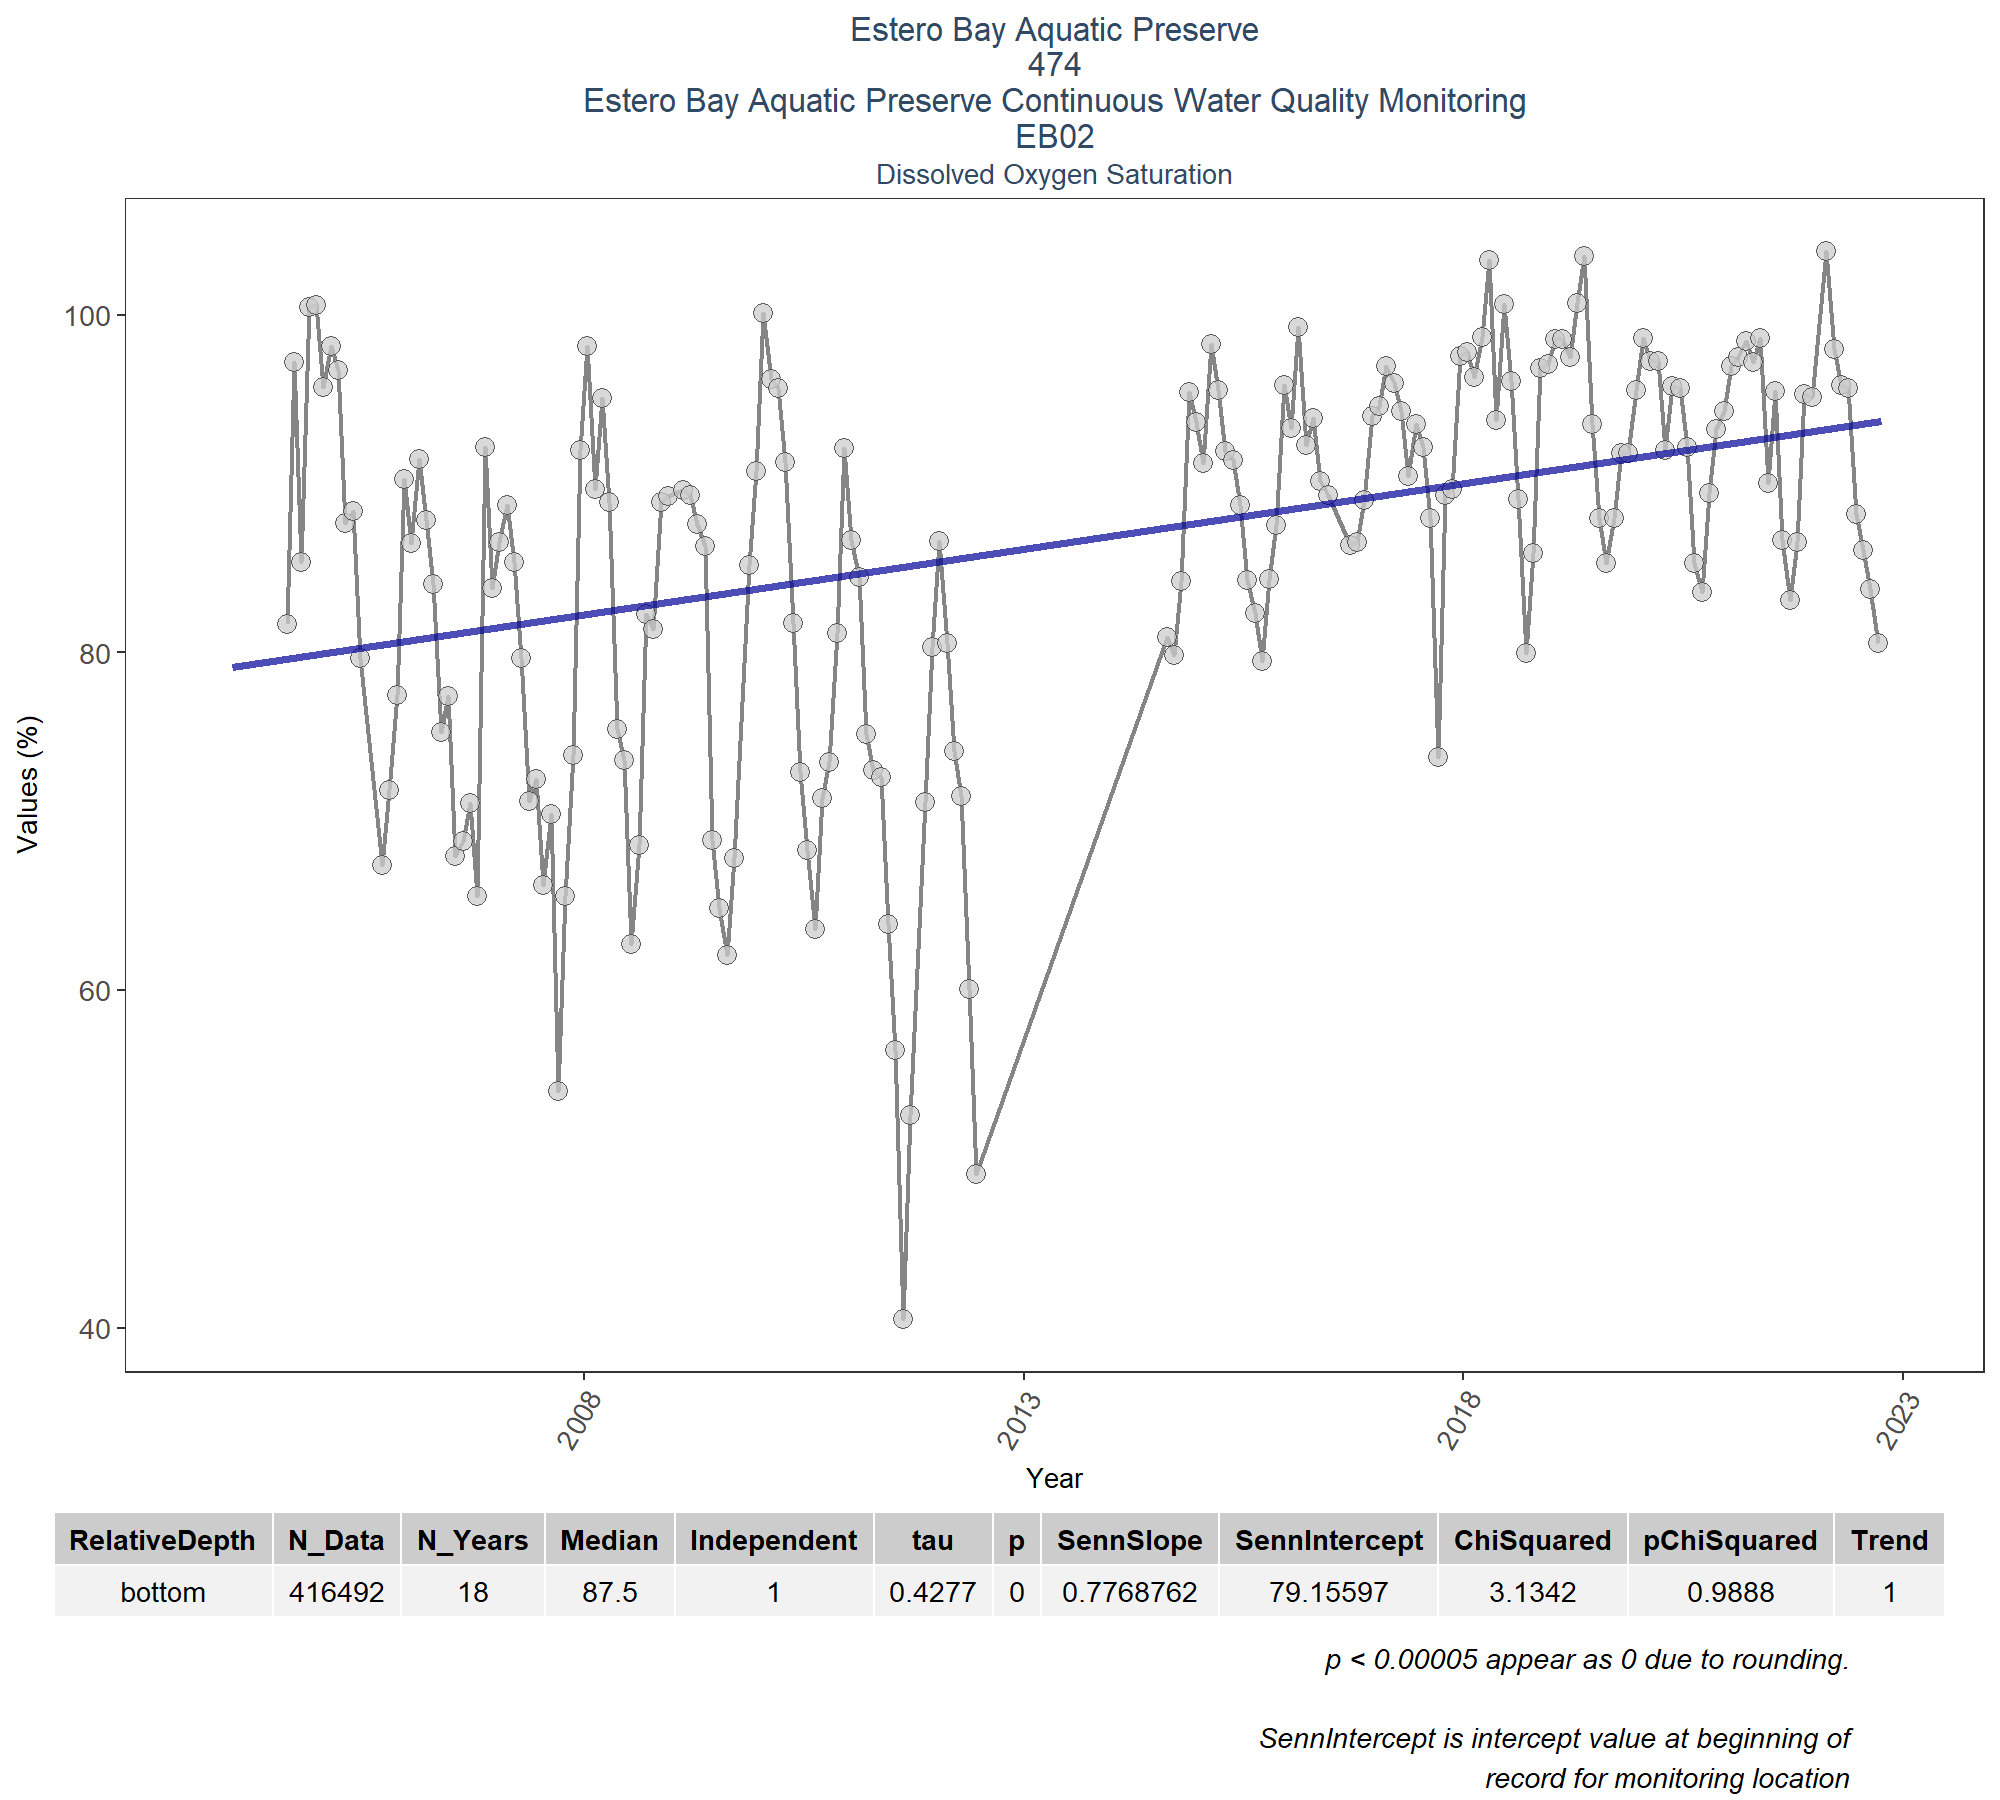 Estero Bay Aquatic Preserve
474
Estero Bay Aquatic Preserve Continuous Water Quality Monitoring
EB02
Dissolved Oxygen Saturation
Values (%)
100
80
60
40
2008 2013 2018 2023
Year
RelativeDepth N_Data N_Years Median Independent tau p SennSlope SennIntercept ChiSquared pChiSquared Trend
bottom 416492 18 87.5 1 0.4277 0 0.7768762 79.15597 3.1342 0.9888 1
p < 0.00005 appear as 0 due to rounding.
SennIntercept is intercept value at beginning of
record for monitoring location